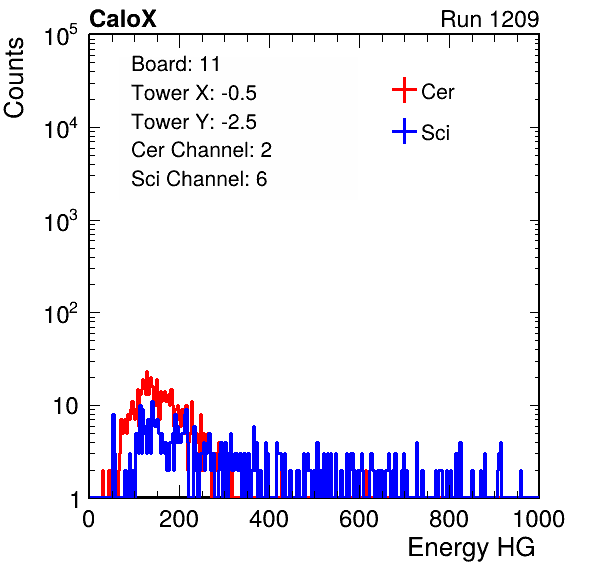 CaloX Run 1209
Counts
Board: 11
Tower X: -0.5
Tower Y: -2.5
Cer Channel: 2
Sci Channel: 6
Cer
Sci
10^5
10^4
10^3
10^2
10
1
0 200 400 600 800 1000
Energy HG